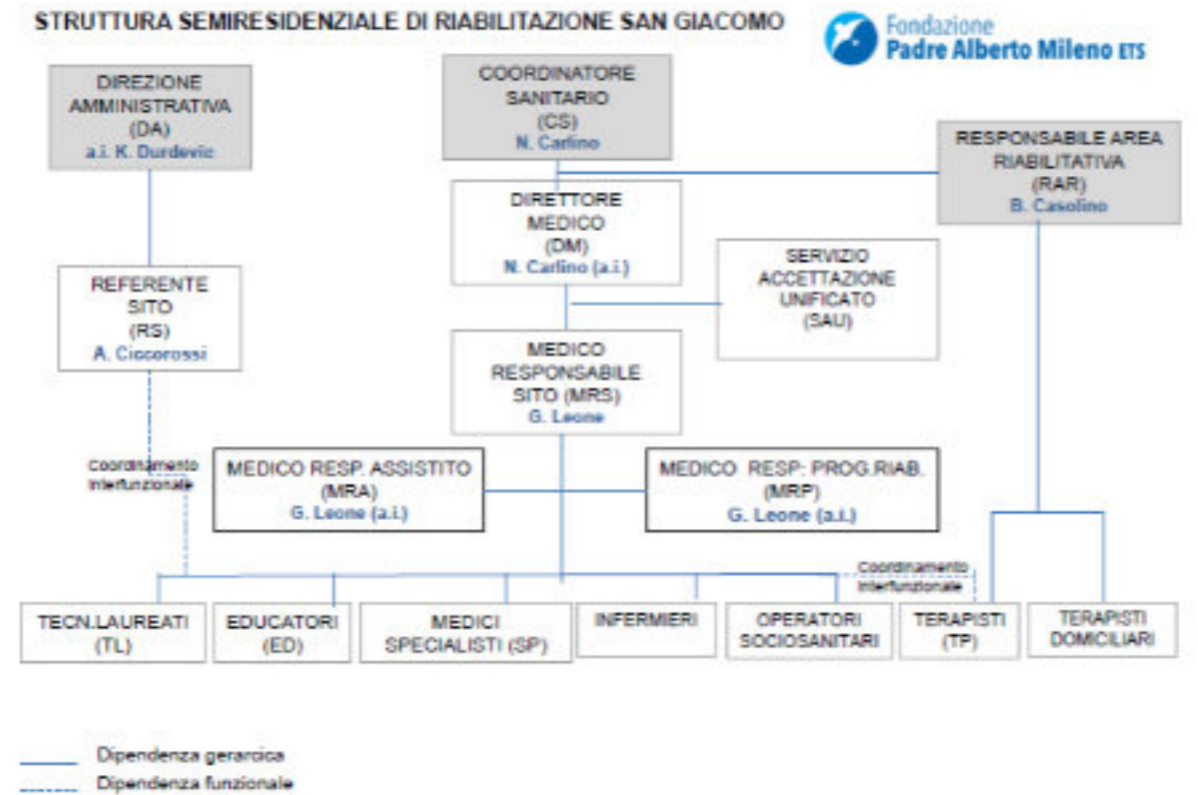 STRUTTURA SEMIRESIDENZIALE DI RIABILITAZIONE SAN GIACOMO
Fondazione
Padre Alberto Mileno ETS
DIREZIONE
AMMINISTRATIVA
(DA)
a.i. K. Durdevic
COORDINATORE
SANITARIO
(CS)
N. Carlino
RESPONSABILE AREA
RIABILITATIVA
(RAR)
B. Casolino
DIRETTORE
MEDICO
(DM)
N. Carlino (a.i.)
SERVIZIO
ACCETTAZIONE
UNIFICATO
(SAU)
REFERENTE
SITO
(RS)
A. Ciccorossi
MEDICO
RESPONSABILE
SITO (MRS)
G. Leone
Coordinamento
Interfunzionale
MEDICO RESP. ASSISTITO
(MRA)
G. Leone (a.i.)
MEDICO RESP: PROG.RIAB.
(MRP)
G. Leone (a.i.)
Coordinamento
Interfunzionale
TECN.LAUREATI
(TL)
EDUCATORI
(ED)
MEDICI
SPECIALISTI (SP)
INFERMIERI
OPERATORI
SOCIOSANITARI
TERAPISTI
(TP)
TERAPISTI
DOMICILIARI
Dipendenza gerarcica
Dipendenza funzionale